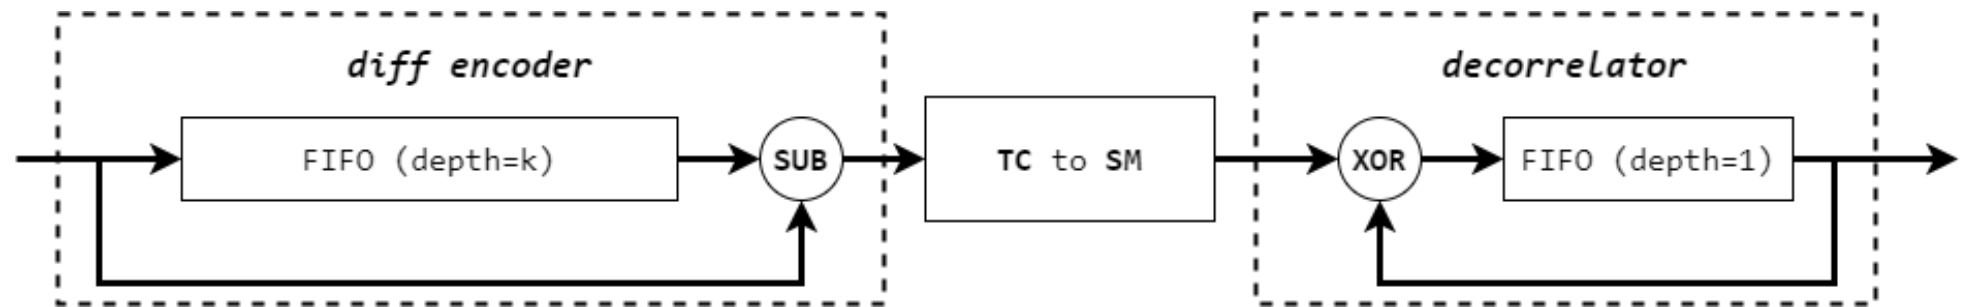 diff encoder
decorrelator
FIFO (depth=k)
SUB
TC to SM
XOR
FIFO (depth=1)